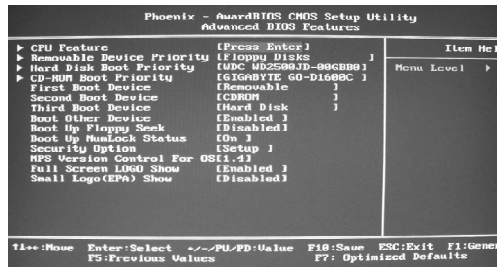 Phoenix - AwardBIOS CMOS Setup Utility
Advanced BIOS Features
▶ CPU Feature [Press Enter]
▶ Removable Device Priority [Floppy Disks ]
▶ Hard Disk Boot Priority [WDC WD2500JD-00GBB0]
▶ CD-ROM Boot Priority [GIGABYTE GO-D1600C ]
First Boot Device [Removable ]
Second Boot Device [CDROM ]
Third Boot Device [Hard Disk ]
Boot Other Device [Enabled ]
Boot Up Floppy Seek [Disabled]
Boot Up NumLock Status [On ]
Security Option [Setup ]
MPS Version Control For OS[1.4]
Full Screen LOGO Show [Enabled ]
Small Logo(EPA) Show [Disabled]
Item Hel
Menu Level ▶
↑↓→←:Move Enter:Select +/-/PU/PD:Value F10:Save ESC:Exit F1:Gener
F5:Previous Values F7: Optimized Defaults